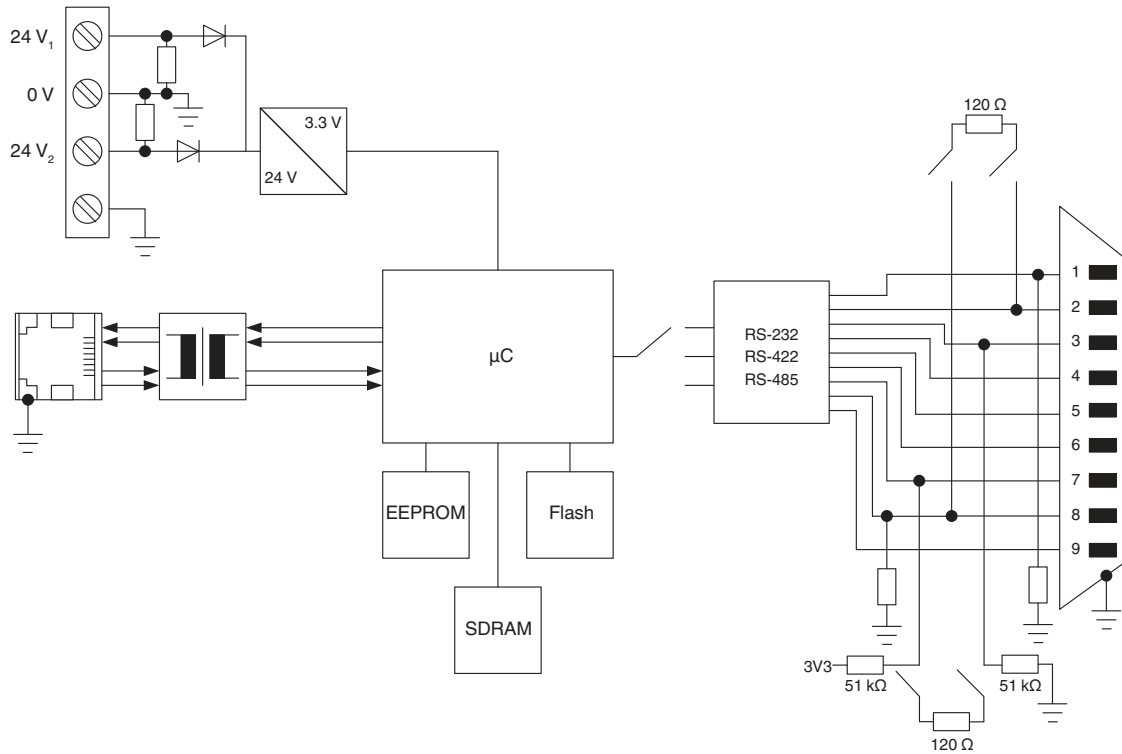 24 V₁
0 V
24 V₂
3.3 V
24 V
120 Ω
µC
RS-232
RS-422
RS-485
1
2
3
4
5
6
7
8
9
EEPROM
Flash
SDRAM
3V3
51 kΩ
51 kΩ
120 Ω